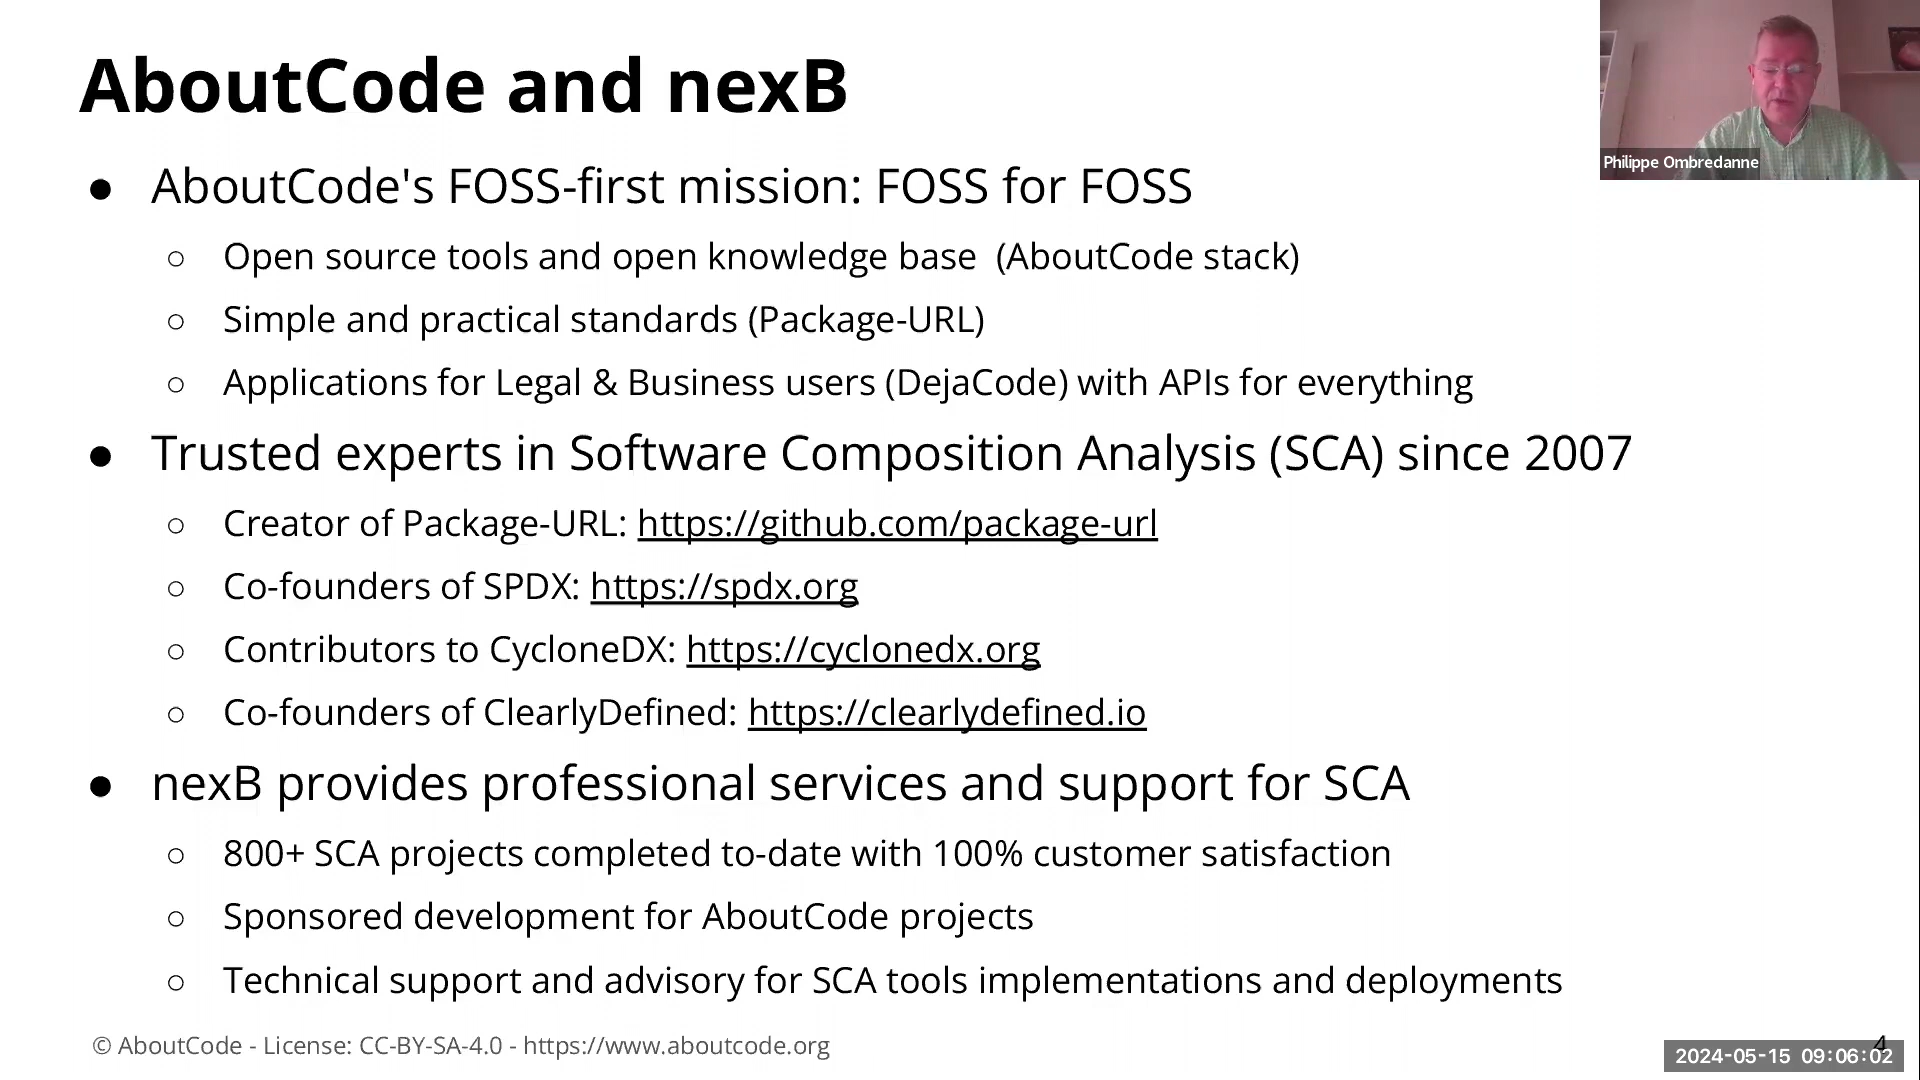 AboutCode and nexB
Philippe Ombredanne
● AboutCode's FOSS-first mission: FOSS for FOSS
○ Open source tools and open knowledge base  (AboutCode stack)
○ Simple and practical standards (Package-URL)
○ Applications for Legal & Business users (DejaCode) with APIs for everything
● Trusted experts in Software Composition Analysis (SCA) since 2007
○ Creator of Package-URL: https://github.com/package-url
○ Co-founders of SPDX: https://spdx.org
○ Contributors to CycloneDX: https://cyclonedx.org
○ Co-founders of ClearlyDefined: https://clearlydefined.io
● nexB provides professional services and support for SCA
○ 800+ SCA projects completed to-date with 100% customer satisfaction
○ Sponsored development for AboutCode projects
○ Technical support and advisory for SCA tools implementations and deployments
© AboutCode - License: CC-BY-SA-4.0 - https://www.aboutcode.org
4
2024-05-15 09:06:02